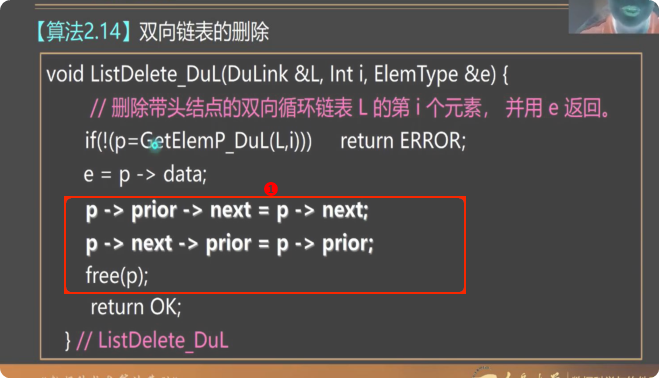 【算法2.14】双向链表的删除
void ListDelete_DuL(DuLink &L, Int i, ElemType &e) {
// 删除带头结点的双向循环链表 L 的第 i 个元素，并用 e 返回。
if(!(p=GetElemP_DuL(L,i))) return ERROR;
e = p -> data;
1
p -> prior -> next = p -> next;
p -> next -> prior = p -> prior;
free(p);
return OK;
} // ListDelete_DuL